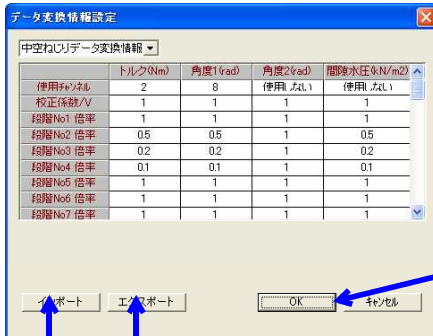 データ変換情報設定
中空ねじりデータ変換情報
トルク(Nm) 角度1(rad) 角度2(rad) 間隙水圧(kN/m2)
使用チャンネル 2 8 使用しない 使用しない
校正係数/V 1 1 1 1
段階No1 倍率 1 1 1 1
段階No2 倍率 0.5 0.5 1 0.5
段階No3 倍率 0.2 0.2 1 0.2
段階No4 倍率 0.1 0.1 1 0.1
段階No5 倍率 1 1 1 1
段階No6 倍率 1 1 1 1
段階No7 倍率 1 1 1 1
インポート エクスポート OK キャンセル